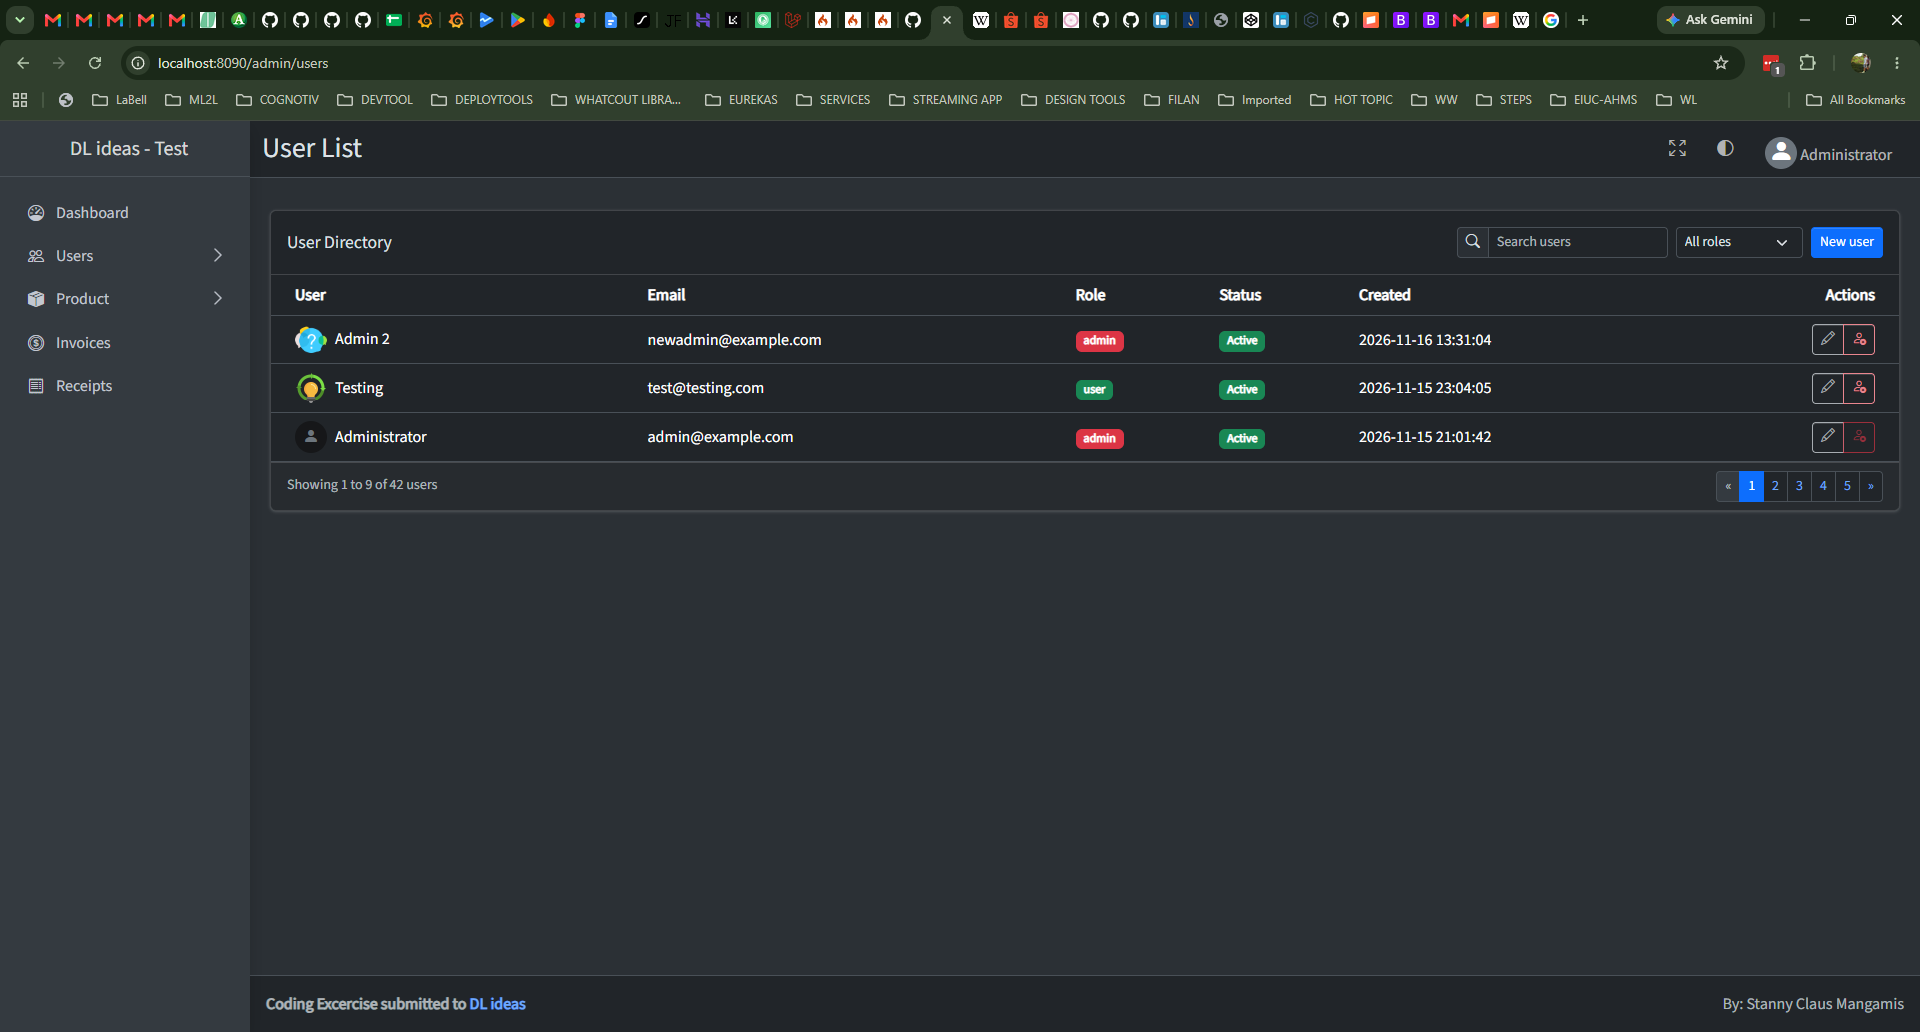 Ask Gemini
localhost:8090/admin/users
1
LaBell ML2L COGNOTIV DEVTOOL DEPLOYTOOLS WHATCOUT LIBRA... EUREKAS SERVICES STREAMING APP DESIGN TOOLS FILAN Imported HOT TOPIC WW STEPS EIUC-AHMS WL All Bookmarks
DL ideas - Test
User List
Administrator
Dashboard
Users
Product
Invoices
Receipts
User Directory
Search users
All roles
New user
User Email Role Status Created Actions
Admin 2 newadmin@example.com admin Active 2026-11-16 13:31:04
Testing test@testing.com user Active 2026-11-15 23:04:05
Administrator admin@example.com admin Active 2026-11-15 21:01:42
Showing 1 to 9 of 42 users
« 1 2 3 4 5 »
Coding Excercise submitted to DL ideas
By: Stanny Claus Mangamis